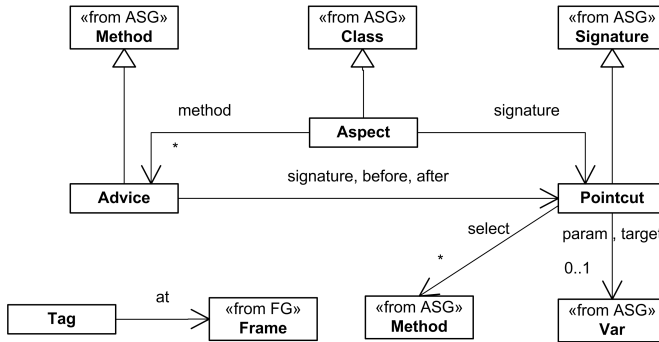 «from ASG»
Method
«from ASG»
Class
«from ASG»
Signature
method
signature
Aspect
*
Advice
signature, before, after
Pointcut
select
param , target
*
0..1
at
Tag
«from FG»
Frame
«from ASG»
Method
«from ASG»
Var